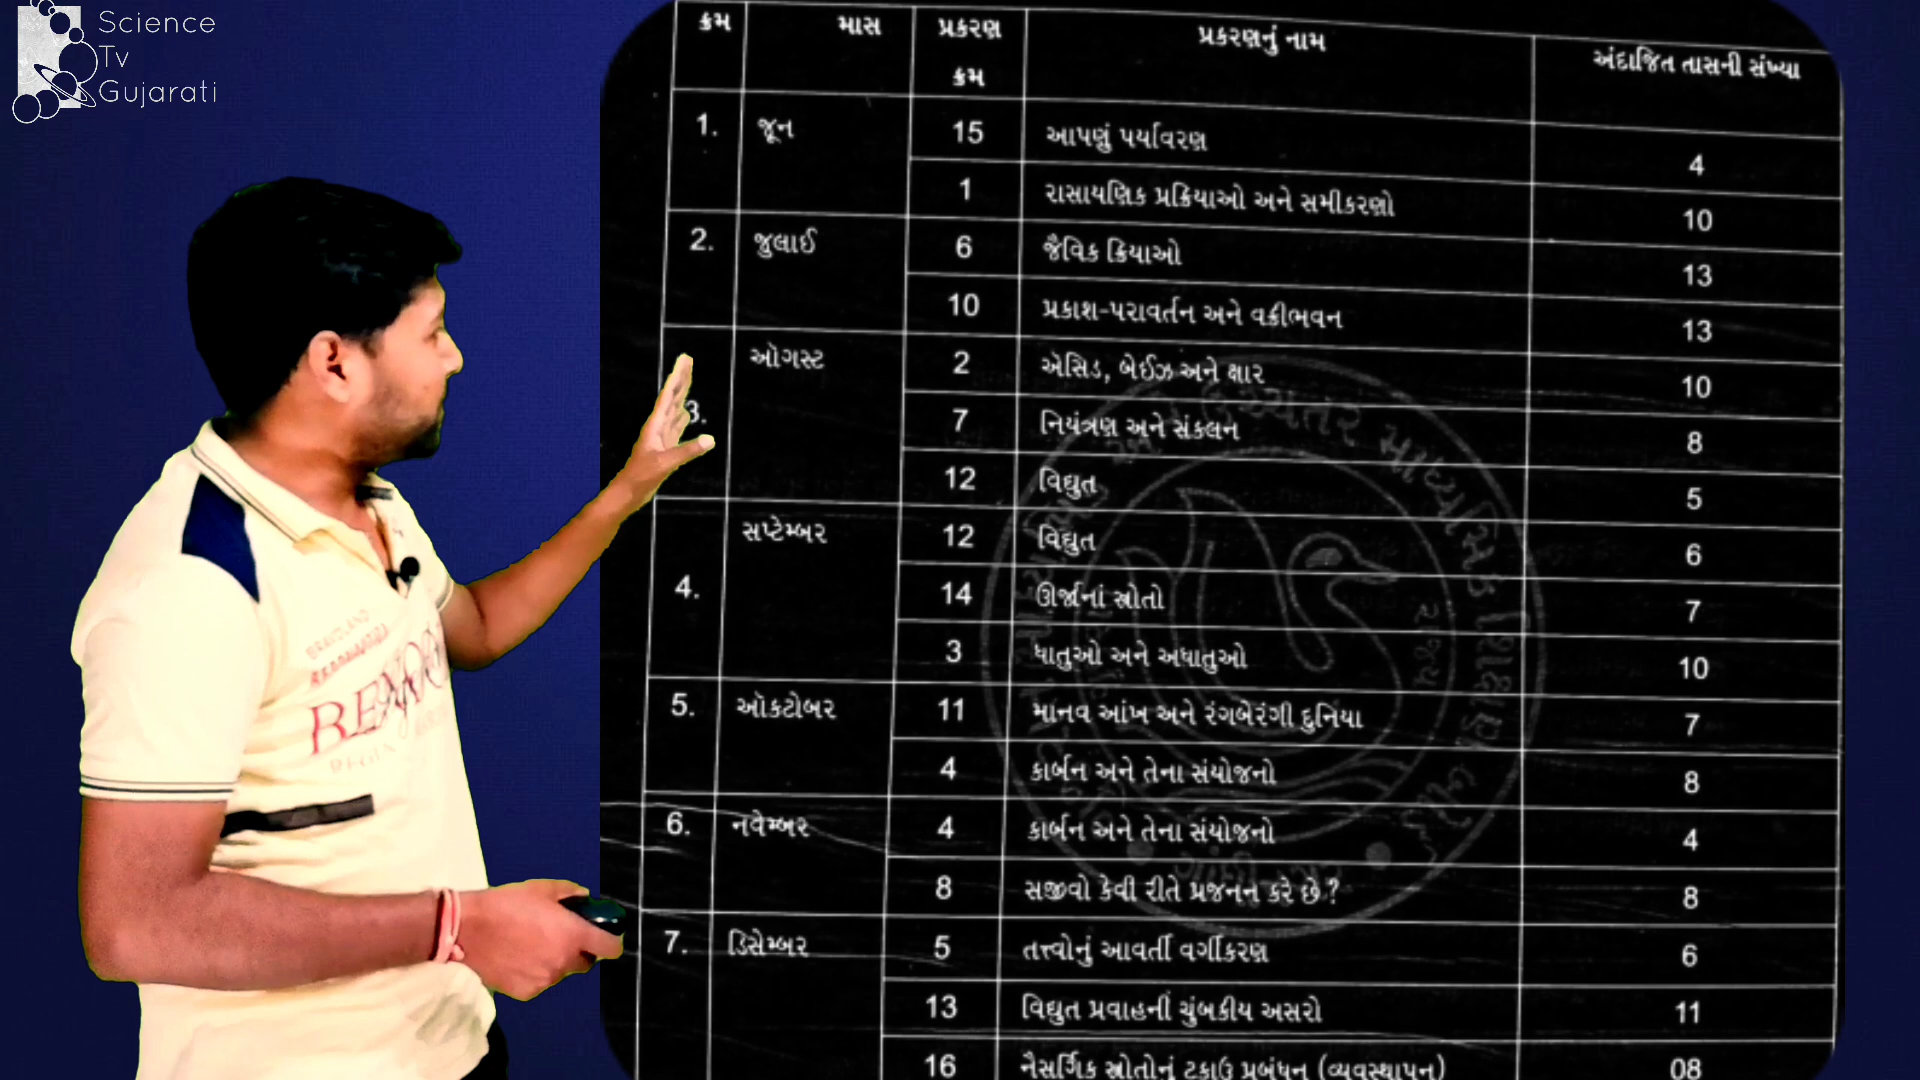 Science
Tv
Gujarati
ક્રમ માસ પ્રકરણ ક્રમ પ્રકરણનું નામ અંદાજિત તાસની સંખ્યા
1. જૂન 15 આપણું પર્યાવરણ 4
1 રાસાયણિક પ્રક્રિયાઓ અને સમીકરણો 10
2. જુલાઈ 6 જૈવિક ક્રિયાઓ 13
10 પ્રકાશ-પરાવર્તન અને વક્રીભવન 13
3. ઑગસ્ટ 2 ઍસિડ, બેઈઝ અને ક્ષાર 10
7 નિયંત્રણ અને સંકલન 8
12 વિદ્યુત 5
4. સપ્ટેમ્બર 12 વિદ્યુત 6
14 ઊર્જાનાં સ્રોતો 7
3 ધાતુઓ અને અધાતુઓ 10
5. ઑક્ટોબર 11 માનવ આંખ અને રંગબેરંગી દુનિયા 7
4 કાર્બન અને તેના સંયોજનો 8
6. નવેમ્બર 4 કાર્બન અને તેના સંયોજનો 4
8 સજીવો કેવી રીતે પ્રજનન કરે છે ? 8
7. ડિસેમ્બર 5 તત્ત્વોનું આવર્તી વર્ગીકરણ 6
13 વિદ્યુત પ્રવાહની ચુંબકીય અસરો 11
16 નૈસર્ગિક સ્રોતોનું ટકાઉ પ્રબંધન (વ્યવસ્થાપન) 08